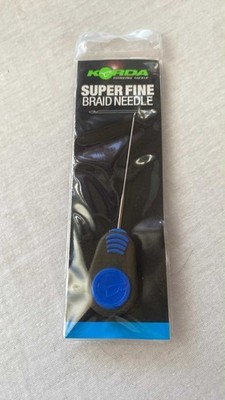 KORDA
SUPER FINE
BRAID NEEDLE